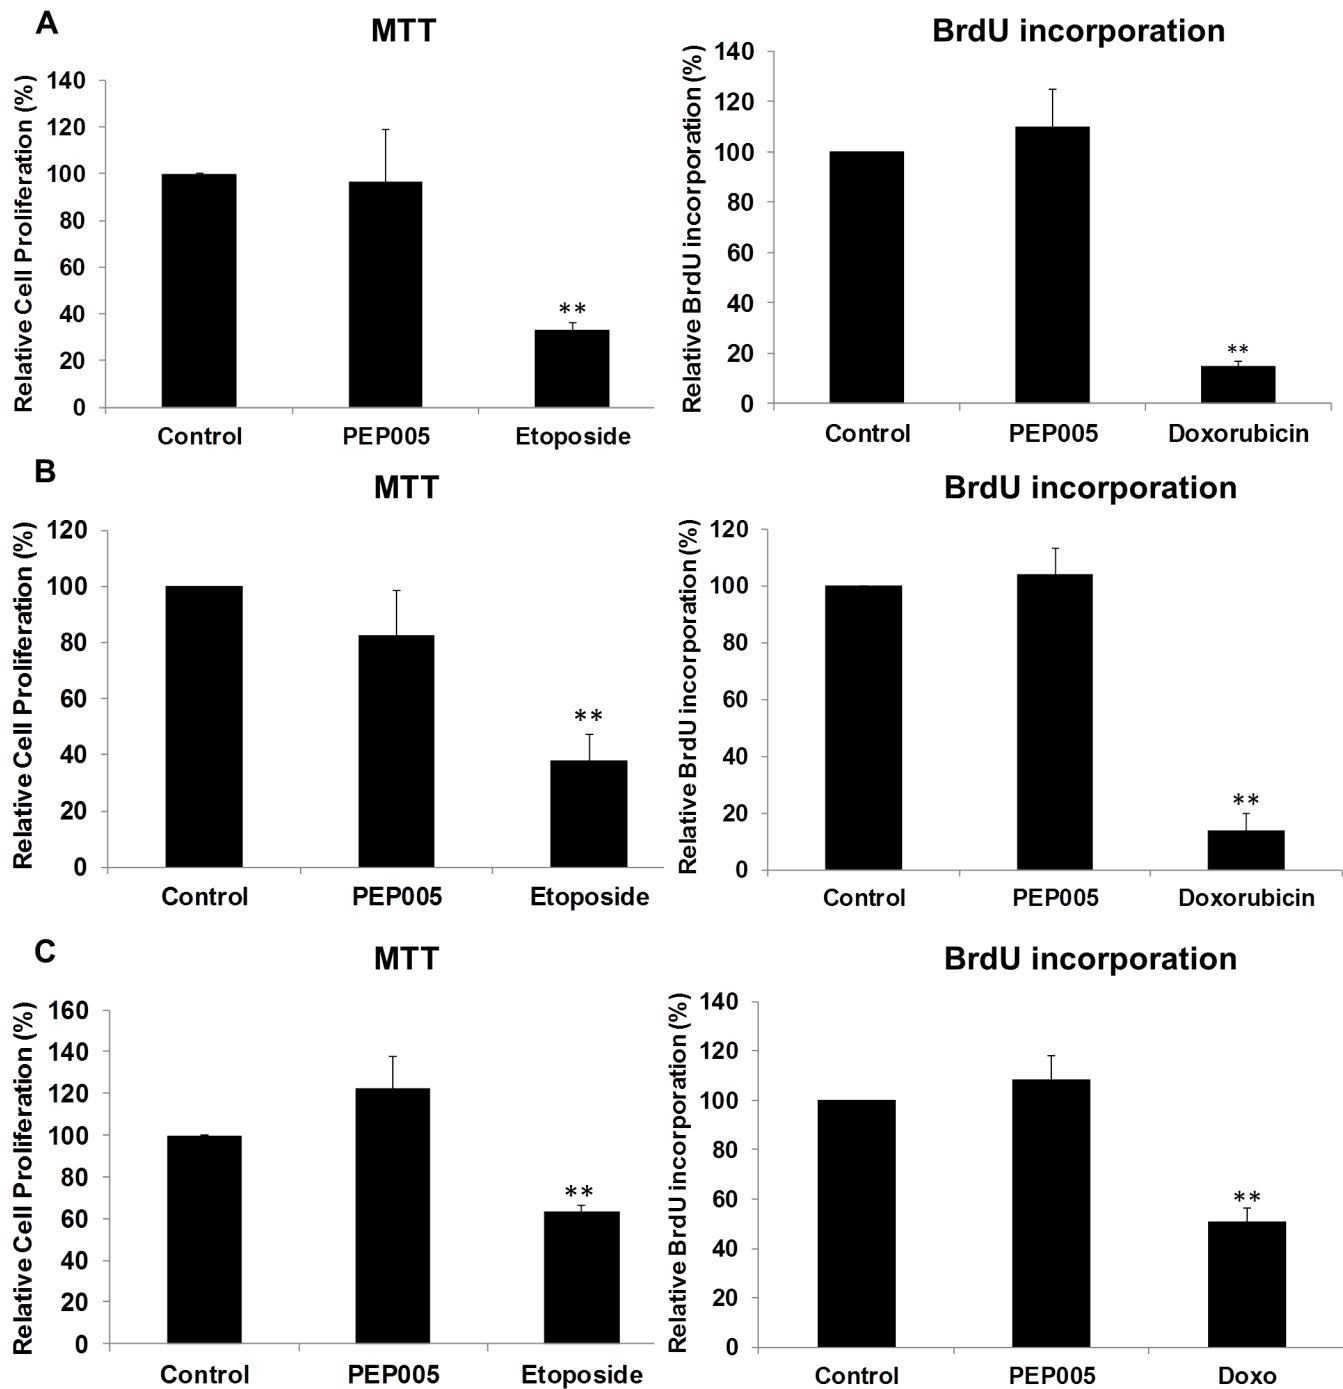 A
MTT
Relative Cell Proliferation (%)
140
120
100
80
60
40
20
0
**
Control PEP005 Etoposide
BrdU incorporation
Relative BrdU incorporation (%)
140
120
100
80
60
40
20
0
**
Control PEP005 Doxorubicin
B
MTT
Relative Cell Proliferation (%)
120
100
80
60
40
20
0
**
Control PEP005 Etoposide
BrdU incorporation
Relative BrdU incorporation (%)
120
100
80
60
40
20
0
**
Control PEP005 Doxorubicin
C
MTT
Relative Cell Proliferation (%)
160
140
120
100
80
60
40
20
0
**
Control PEP005 Etoposide
BrdU incorporation
Relative BrdU incorporation (%)
140
120
100
80
60
40
20
0
**
Control PEP005 Doxo